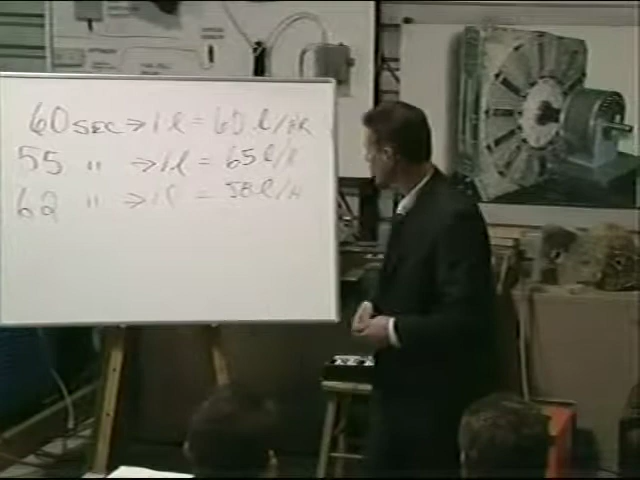 60 SEC → 1 l = 60 l/HR
55 " → 1 l = 65 l/H
62 " → 1 l = 58 l/H